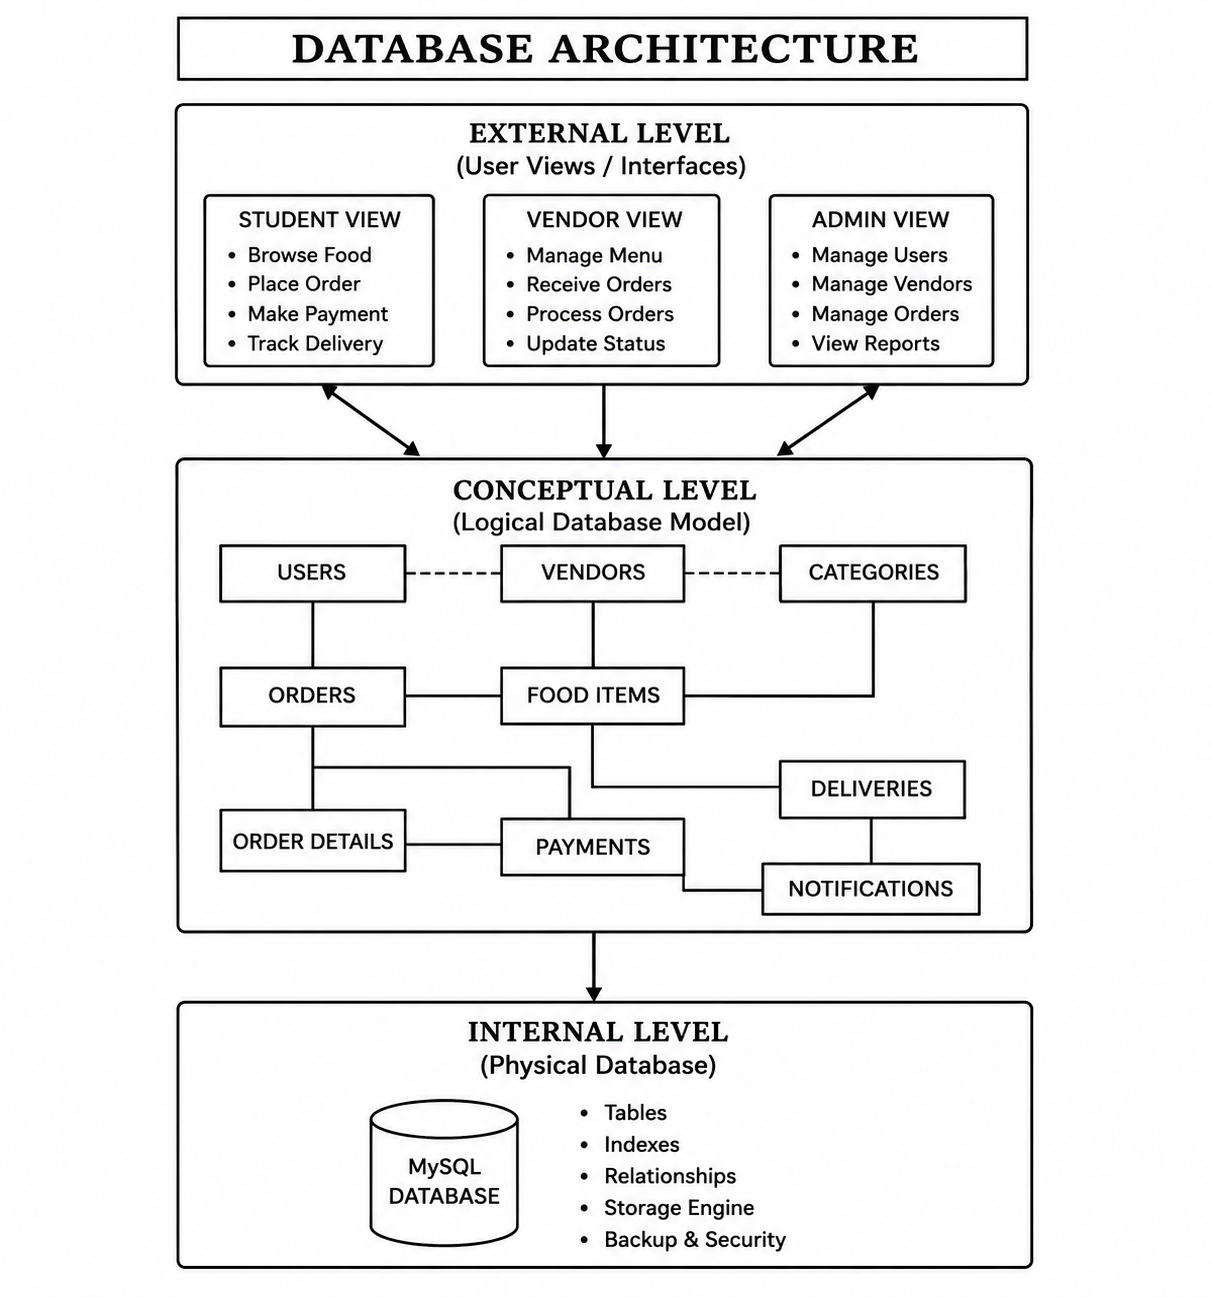 DATABASE ARCHITECTURE
EXTERNAL LEVEL
(User Views / Interfaces)
STUDENT VIEW
• Browse Food
• Place Order
• Make Payment
• Track Delivery
VENDOR VIEW
• Manage Menu
• Receive Orders
• Process Orders
• Update Status
ADMIN VIEW
• Manage Users
• Manage Vendors
• Manage Orders
• View Reports
CONCEPTUAL LEVEL
(Logical Database Model)
USERS
VENDORS
CATEGORIES
ORDERS
FOOD ITEMS
DELIVERIES
ORDER DETAILS
PAYMENTS
NOTIFICATIONS
INTERNAL LEVEL
(Physical Database)
MySQL
DATABASE
• Tables
• Indexes
• Relationships
• Storage Engine
• Backup & Security